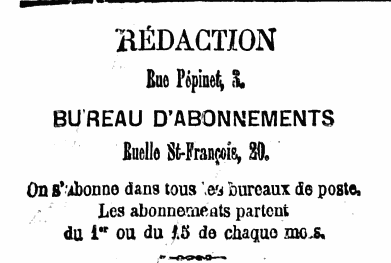 RÉDACTION
Rue Pépinet, 3.
BUREAU D'ABONNEMENTS
Ruelle St-François, 20.
On s'abonne dans tous les bureaux de poste.
Les abonnements partent
du 1er ou du 15 de chaque mois.